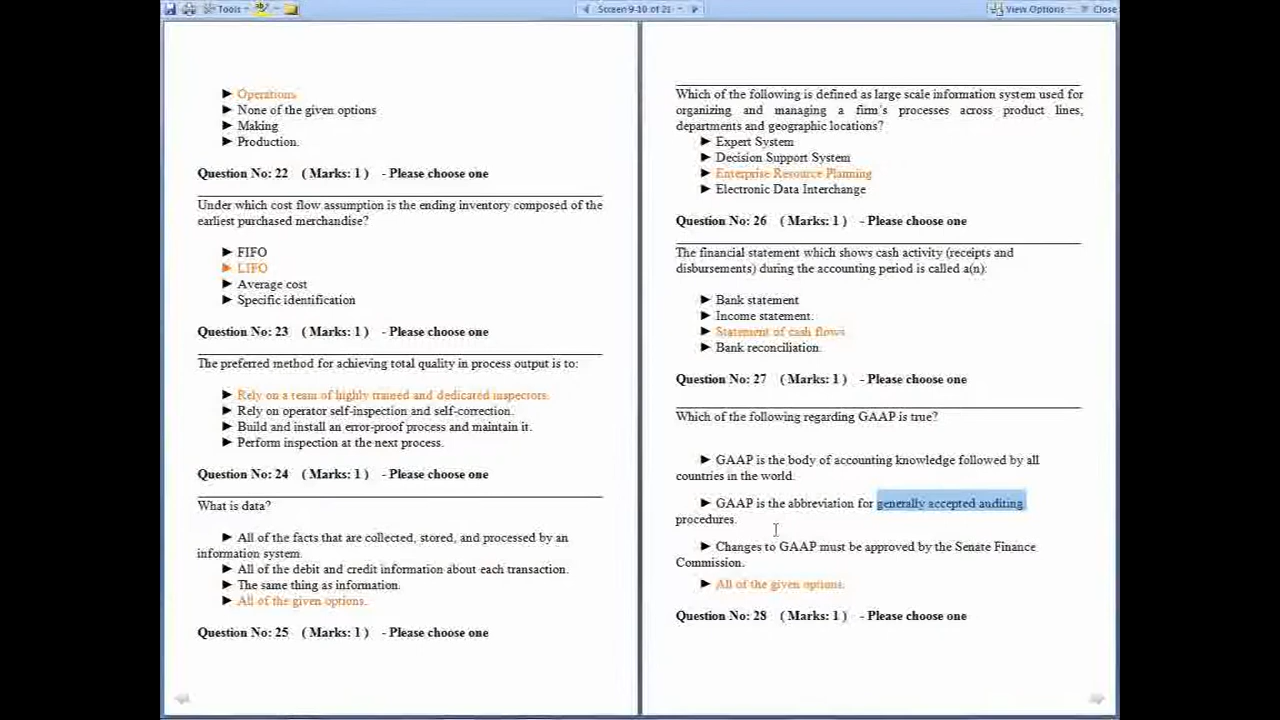 Tools
Screen 9-10 of 21
View Options
Close
► Operations.
► None of the given options
► Making
► Production.
Question No: 22 ( Marks: 1 ) - Please choose one
Under which cost flow assumption is the ending inventory composed of the
earliest purchased merchandise?
► FIFO
► LIFO
► Average cost
► Specific identification
Question No: 23 ( Marks: 1 ) - Please choose one
The preferred method for achieving total quality in process output is to:
► Rely on a team of highly trained and dedicated inspectors.
► Rely on operator self-inspection and self-correction.
► Build and install an error-proof process and maintain it.
► Perform inspection at the next process.
Question No: 24 ( Marks: 1 ) - Please choose one
What is data?
► All of the facts that are collected, stored, and processed by an
information system.
► All of the debit and credit information about each transaction.
► The same thing as information.
► All of the given options.
Question No: 25 ( Marks: 1 ) - Please choose one
Which of the following is defined as large scale information system used for
organizing and managing a firm's processes across product lines,
departments and geographic locations?
► Expert System
► Decision Support System
► Enterprise Resource Planning
► Electronic Data Interchange
Question No: 26 ( Marks: 1 ) - Please choose one
The financial statement which shows cash activity (receipts and
disbursements) during the accounting period is called a(n):
► Bank statement
► Income statement.
► Statement of cash flows
► Bank reconciliation.
Question No: 27 ( Marks: 1 ) - Please choose one
Which of the following regarding GAAP is true?
► GAAP is the body of accounting knowledge followed by all
countries in the world.
► GAAP is the abbreviation for generally accepted auditing
procedures.
► Changes to GAAP must be approved by the Senate Finance
Commission.
► All of the given options.
Question No: 28 ( Marks: 1 ) - Please choose one